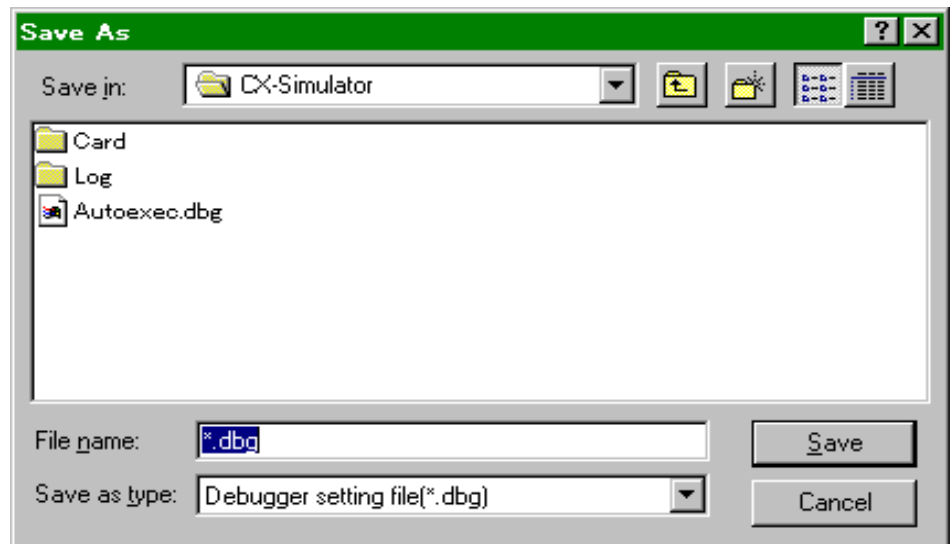 Save As
Save in: CX-Simulator
Card
Log
Autoexec.dbg
File name: *.dbg Save
Save as type: Debugger setting file(*.dbg) Cancel